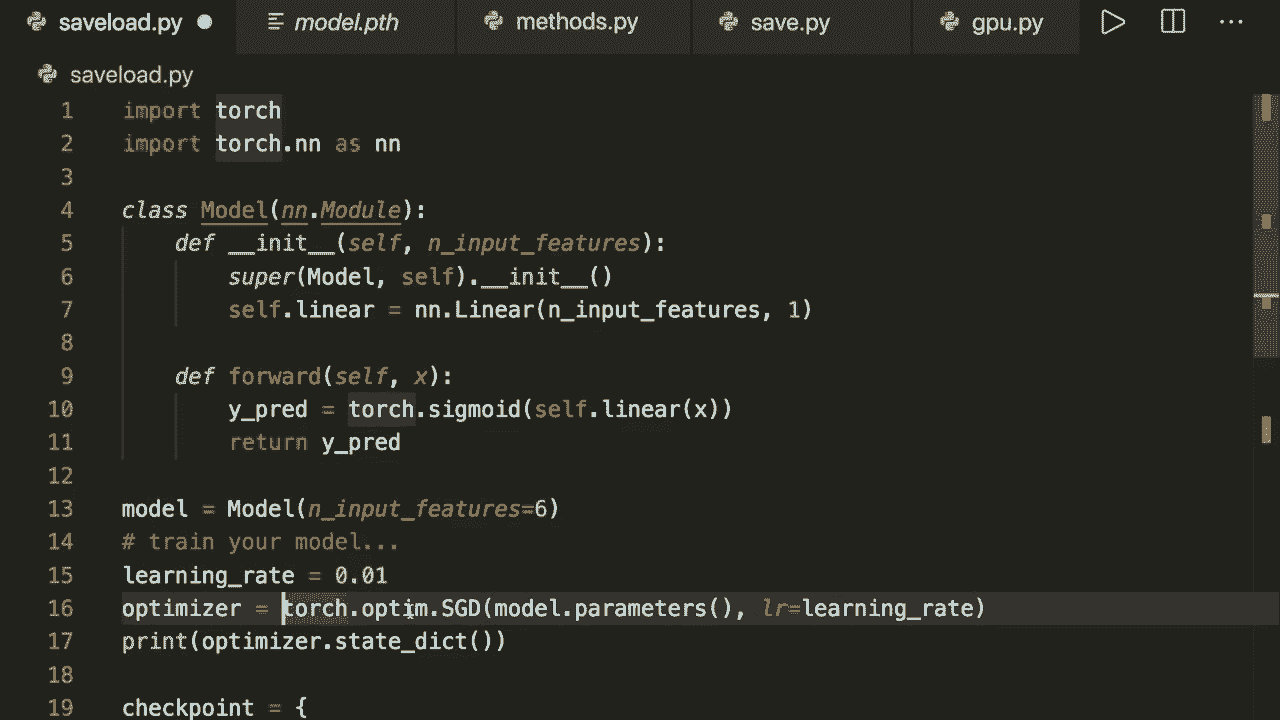 saveload.py model.pth methods.py save.py gpu.py
saveload.py
1 import torch
2 import torch.nn as nn
3
4 class Model(nn.Module):
5     def __init__(self, n_input_features):
6         super(Model, self).__init__()
7         self.linear = nn.Linear(n_input_features, 1)
8
9     def forward(self, x):
10         y_pred = torch.sigmoid(self.linear(x))
11         return y_pred
12
13 model = Model(n_input_features=6)
14 # train your model...
15 learning_rate = 0.01
16 optimizer = torch.optim.SGD(model.parameters(), lr=learning_rate)
17 print(optimizer.state_dict())
18
19 checkpoint = {